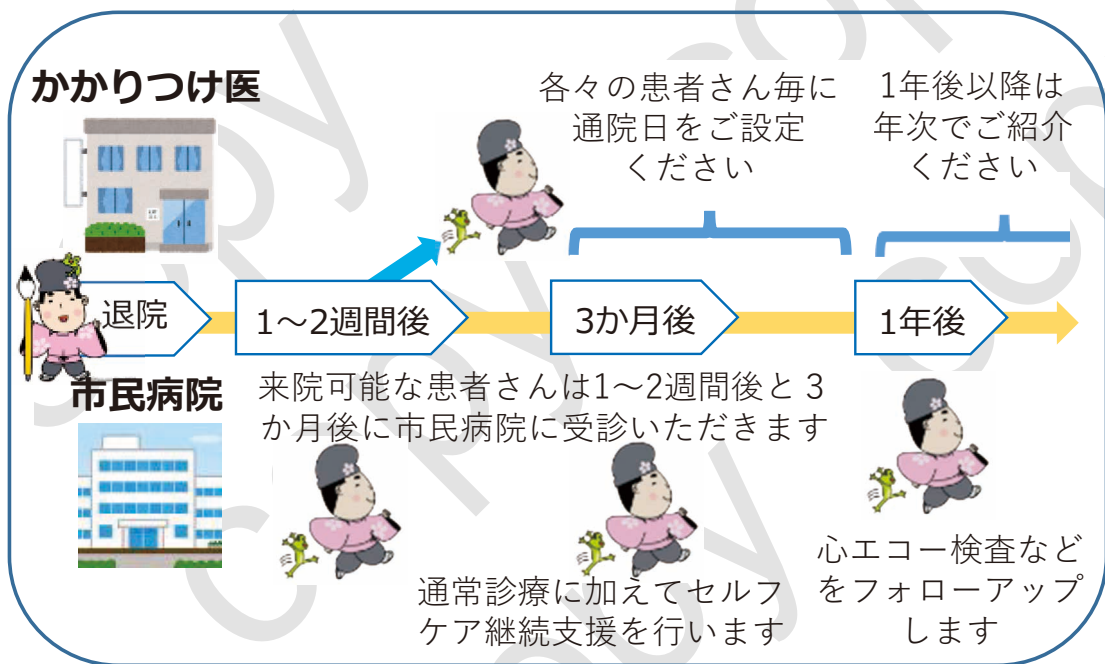 かかりつけ医
各々の患者さん毎に
通院日をご設定
ください
1年後以降は
年次でご紹介
ください
退院
1～2週間後
3か月後
1年後
市民病院
来院可能な患者さんは1～2週間後と３
か月後に市民病院に受診いただきます
通常診療に加えてセルフ
ケア継続支援を行います
心エコー検査など
をフォローアップ
します
copy
copy
copy
copy